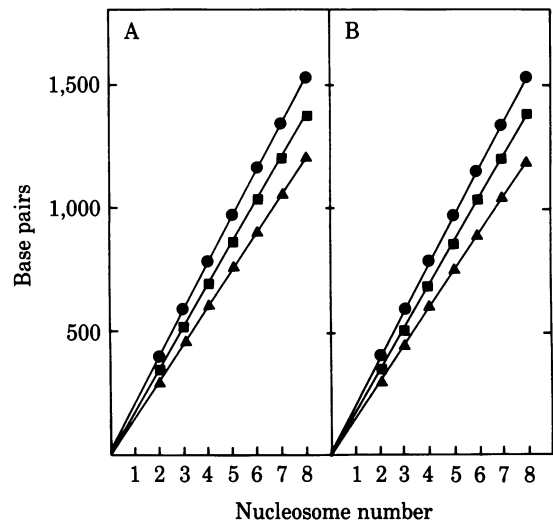 A
B
1,500
1,000
500
Base pairs
1 2 3 4 5 6 7 8
1 2 3 4 5 6 7 8
Nucleosome number